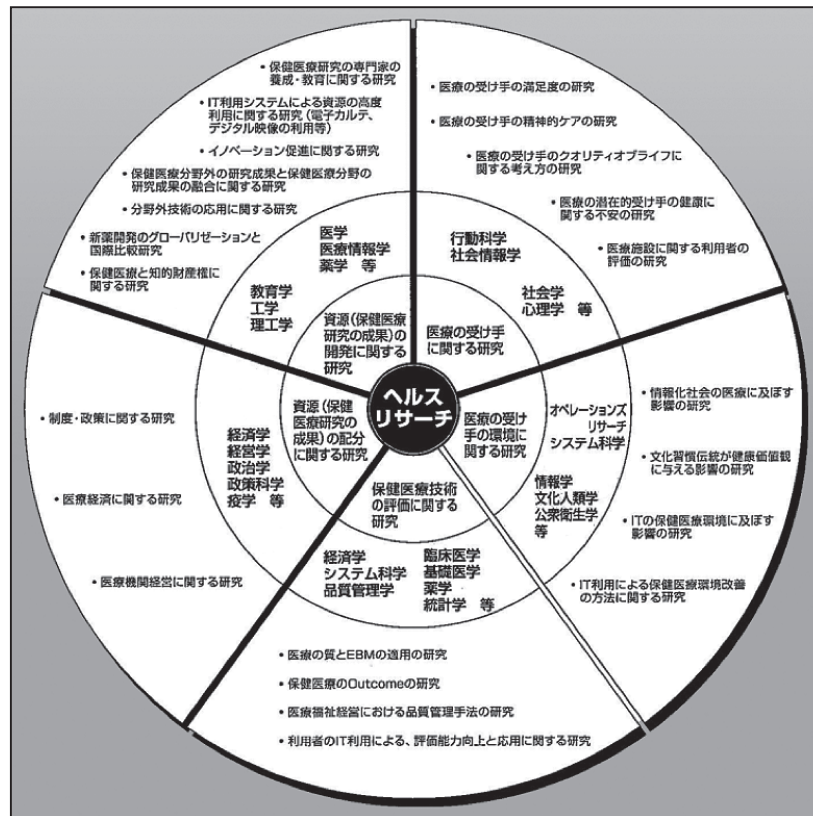 ・保健医療研究の専門家の
養成・教育に関する研究
・IT利用システムによる資源の高度
利用に関する研究（電子カルテ、
デジタル映像の利用等）
・イノベーション促進に関する研究
・保健医療分野外の研究成果と保健医療分野の
研究成果の融合に関する研究
・分野外技術の応用に関する研究
・新薬開発のグローバリゼーションと
国際比較研究
・保健医療と知的財産権に
関する研究
医学
医療情報学
薬学 等
教育学
工学
理工学
資源（保健医療
研究の成果）の
開発に関する
研究
・医療の受け手の満足度の研究
・医療の受け手の精神的ケアの研究
・医療の受け手のクオリティオブライフに
関する考え方の研究
・医療の潜在的受け手の健康に
関する不安の研究
・医療施設に関する利用者の
評価の研究
行動科学
社会情報学
社会学
心理学 等
医療の受け手
に関する研究
ヘルス
リサーチ
・情報化社会の医療に及ぼす
影響の研究
・文化習慣伝統が健康価値観
に与える影響の研究
・ITの保健医療環境に及ぼす
影響の研究
・IT利用による保健医療環境改善
の方法に関する研究
オペレーションズ
リサーチ
システム科学
情報学
文化人類学
公衆衛生学
等
医療の受け
手の環境に
関する研究
保健医療技術
の評価に関する
研究
経済学
システム科学
品質管理学
臨床医学
基礎医学
薬学
統計学 等
・医療の質とEBMの適用の研究
・保健医療のOutcomeの研究
・医療福祉経営における品質管理手法の研究
・利用者のIT利用による、評価能力向上と応用に関する研究
資源（保健
医療研究の
成果）の配分
に関する研究
経済学
経営学
政治学
政策科学
疫学 等
・制度・政策に関する研究
・医療経済に関する研究
・医療機関経営に関する研究